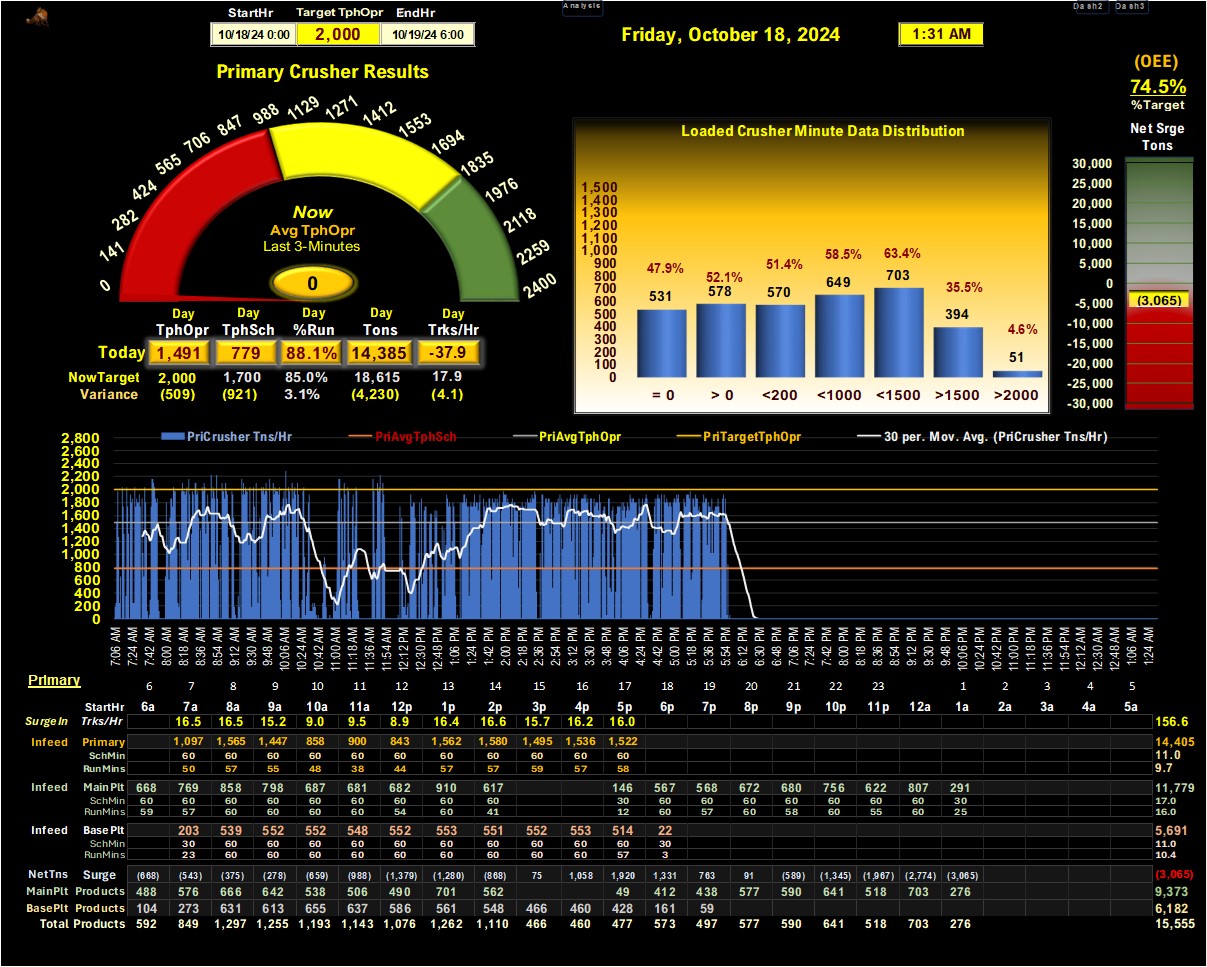 Analysis
Dash2 Dash3
StartHr Target TphOpr EndHr
10/18/24 0:00 2,000 10/19/24 6:00
Friday, October 18, 2024
1:31 AM
(OEE)
74.5%
%Target
Net Srge
Tons
30,000
25,000
20,000
15,000
10,000
5,000
0
-5,000
(3,065)
-10,000
-15,000
-20,000
-25,000
-30,000
Primary Crusher Results
0 141 282 424 565 706 847 988 1129 1271 1412 1553 1694 1835 1976 2118 2259 2400
Now
Avg TphOpr
Last 3-Minutes
0
Day Day Day Day Day
TphOpr TphSch %Run Tons Trks/Hr
Today 1,491 779 88.1% 14,385 -37.9
NowTarget 2,000 1,700 85.0% 18,615 17.9
Variance (509) (921) 3.1% (4,230) (4.1)
Loaded Crusher Minute Data Distribution
1,500
1,400
1,300
1,200
1,100
1,000
900
800
700
600
500
400
300
200
100
0
47.9% 52.1% 51.4% 58.5% 63.4% 35.5% 4.6%
531 578 570 649 703 394 51
= 0 > 0 <200 <1000 <1500 >1500 >2000
PriCrusher Tns/Hr PriAvgTphSch PriAvgTphOpr PriTargetTphOpr 30 per. Mov. Avg. (PriCrusher Tns/Hr)
2,800
2,600
2,400
2,200
2,000
1,800
1,600
1,400
1,200
1,000
800
600
400
200
0
7:06 AM 7:24 AM 7:42 AM 8:00 AM 8:18 AM 8:36 AM 8:54 AM 9:12 AM 9:30 AM 9:48 AM 10:06 AM 10:24 AM 10:42 AM 11:00 AM 11:18 AM 11:36 AM 11:54 AM 12:12 PM 12:30 PM 12:48 PM 1:06 PM 1:24 PM 1:42 PM 2:00 PM 2:18 PM 2:36 PM 2:54 PM 3:12 PM 3:30 PM 3:48 PM 4:06 PM 4:24 PM 4:42 PM 5:00 PM 5:18 PM 5:36 PM 5:54 PM 6:12 PM 6:30 PM 6:48 PM 7:06 PM 7:24 PM 7:42 PM 8:00 PM 8:18 PM 8:36 PM 8:54 PM 9:12 PM 9:30 PM 9:48 PM 10:06 PM 10:24 PM 10:42 PM 11:00 PM 11:18 PM 11:36 PM 11:54 PM 12:12 AM 12:30 AM 12:48 AM 1:06 AM 1:24 AM
Primary
6 7 8 9 10 11 12 13 14 15 16 17 18 19 20 21 22 23 1 2 3 4 5
StartHr 6a 7a 8a 9a 10a 11a 12p 1p 2p 3p 4p 5p 6p 7p 8p 9p 10p 11p 12a 1a 2a 3a 4a 5a
SurgeIn Trks/Hr 16.5 16.5 15.2 9.0 9.5 8.9 16.4 16.6 15.7 16.2 16.0 156.6
Infeed Primary 1,097 1,565 1,447 858 900 843 1,562 1,580 1,495 1,536 1,522 14,405
SchMin 60 60 60 60 60 60 60 60 60 60 60 11.0
RunMins 50 57 55 48 38 44 57 57 59 57 58 9.7
Infeed MainPlt 668 769 858 798 687 681 682 910 617 146 567 568 672 680 756 622 807 291 11,779
SchMin 60 60 60 60 60 60 60 60 60 30 60 60 60 60 60 60 60 30 17.0
RunMins 59 57 60 60 60 60 54 60 41 12 60 57 60 58 60 55 60 25 16.0
Infeed Base Plt 203 539 552 552 548 552 553 551 552 553 514 22 5,691
SchMin 30 60 60 60 60 60 60 60 60 60 60 30 11.0
RunMins 23 60 60 60 60 60 60 60 60 60 57 3 10.4
NetTns Surge (668) (543) (375) (278) (659) (988) (1,379) (1,280) (868) 75 1,058 1,920 1,331 763 91 (589) (1,345) (1,967) (2,774) (3,065) (3,065)
MainPlt Products 488 576 666 642 538 506 490 701 562 49 412 438 577 590 641 518 703 276 9,373
BasePlt Products 104 273 631 613 655 637 586 561 548 466 460 428 161 59 6,182
Total Products 592 849 1,297 1,255 1,193 1,143 1,076 1,262 1,110 466 460 477 573 497 577 590 641 518 703 276 15,555